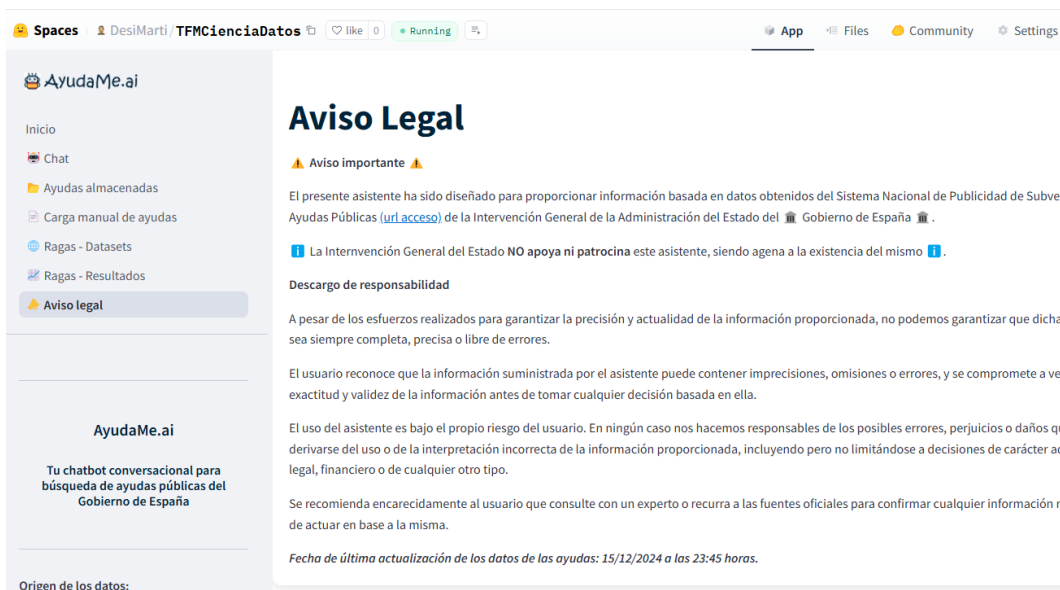 Spaces DesiMarti/TFMCienciaDatos like 0 Running App Files Community Settings
AyudaMe.ai
Inicio
Chat
Ayudas almacenadas
Carga manual de ayudas
Ragas - Datasets
Ragas - Resultados
Aviso legal
AyudaMe.ai
Tu chatbot conversacional para
búsqueda de ayudas públicas del
Gobierno de España
Origen de los datos:
Aviso Legal
Aviso importante
El presente asistente ha sido diseñado para proporcionar información basada en datos obtenidos del Sistema Nacional de Publicidad de Subve
Ayudas Públicas (url acceso) de la Intervención General de la Administración del Estado del Gobierno de España .
La Internvención General del Estado NO apoya ni patrocina este asistente, siendo agena a la existencia del mismo .
Descargo de responsabilidad
A pesar de los esfuerzos realizados para garantizar la precisión y actualidad de la información proporcionada, no podemos garantizar que dicha
sea siempre completa, precisa o libre de errores.
El usuario reconoce que la información suministrada por el asistente puede contener imprecisiones, omisiones o errores, y se compromete a ve
exactitud y validez de la información antes de tomar cualquier decisión basada en ella.
El uso del asistente es bajo el propio riesgo del usuario. En ningún caso nos hacemos responsables de los posibles errores, perjuicios o daños qu
derivarse del uso o de la interpretación incorrecta de la información proporcionada, incluyendo pero no limitándose a decisiones de carácter ad
legal, financiero o de cualquier otro tipo.
Se recomienda encarecidamente al usuario que consulte con un experto o recurra a las fuentes oficiales para confirmar cualquier información r
de actuar en base a la misma.
Fecha de última actualización de los datos de las ayudas: 15/12/2024 a las 23:45 horas.